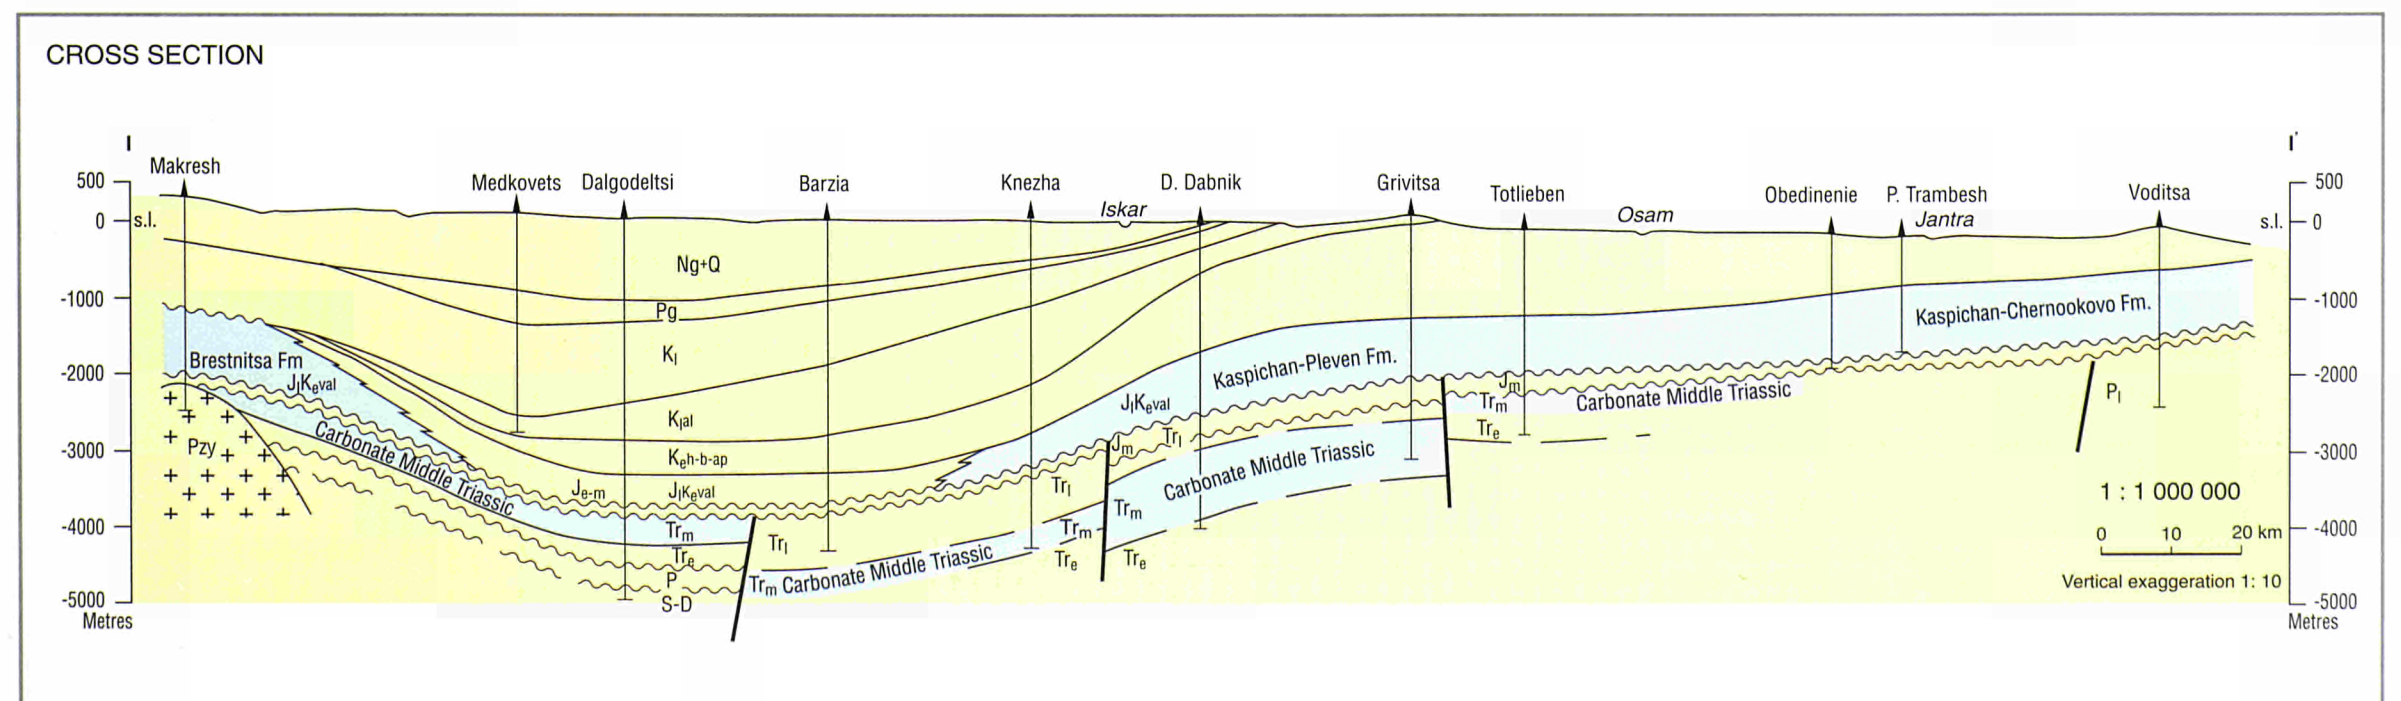 CROSS SECTION
I
I'
Makresh
Medkovets
Dalgodeltsi
Barzia
Knezha
Iskar
D. Dabnik
Grivitsa
Totlieben
Osam
Obedinenie
P. Trambesh
Jantra
Voditsa
500
0
s.l.
-1000
-2000
-3000
-4000
-5000
Metres
500
s.l.
0
-1000
-2000
-3000
-4000
-5000
Metres
Ng+Q
Pg
Kl
Klal
Keh-b-ap
JlKeval
Je-m
Brestnitsa Fm
JlKeval
Pzy
Carbonate Middle Triassic
Trm
Tre
P
S-D
Trl
Trm Carbonate Middle Triassic
Trl
Trm
Tre
JlKeval
Jm
Trl
Trm
Tre
Carbonate Middle Triassic
Kaspichan-Pleven Fm.
Jm
Trm
Tre
Carbonate Middle Triassic
Kaspichan-Chernookovo Fm.
Pl
1 : 1 000 000
0 10 20 km
Vertical exaggeration 1: 10